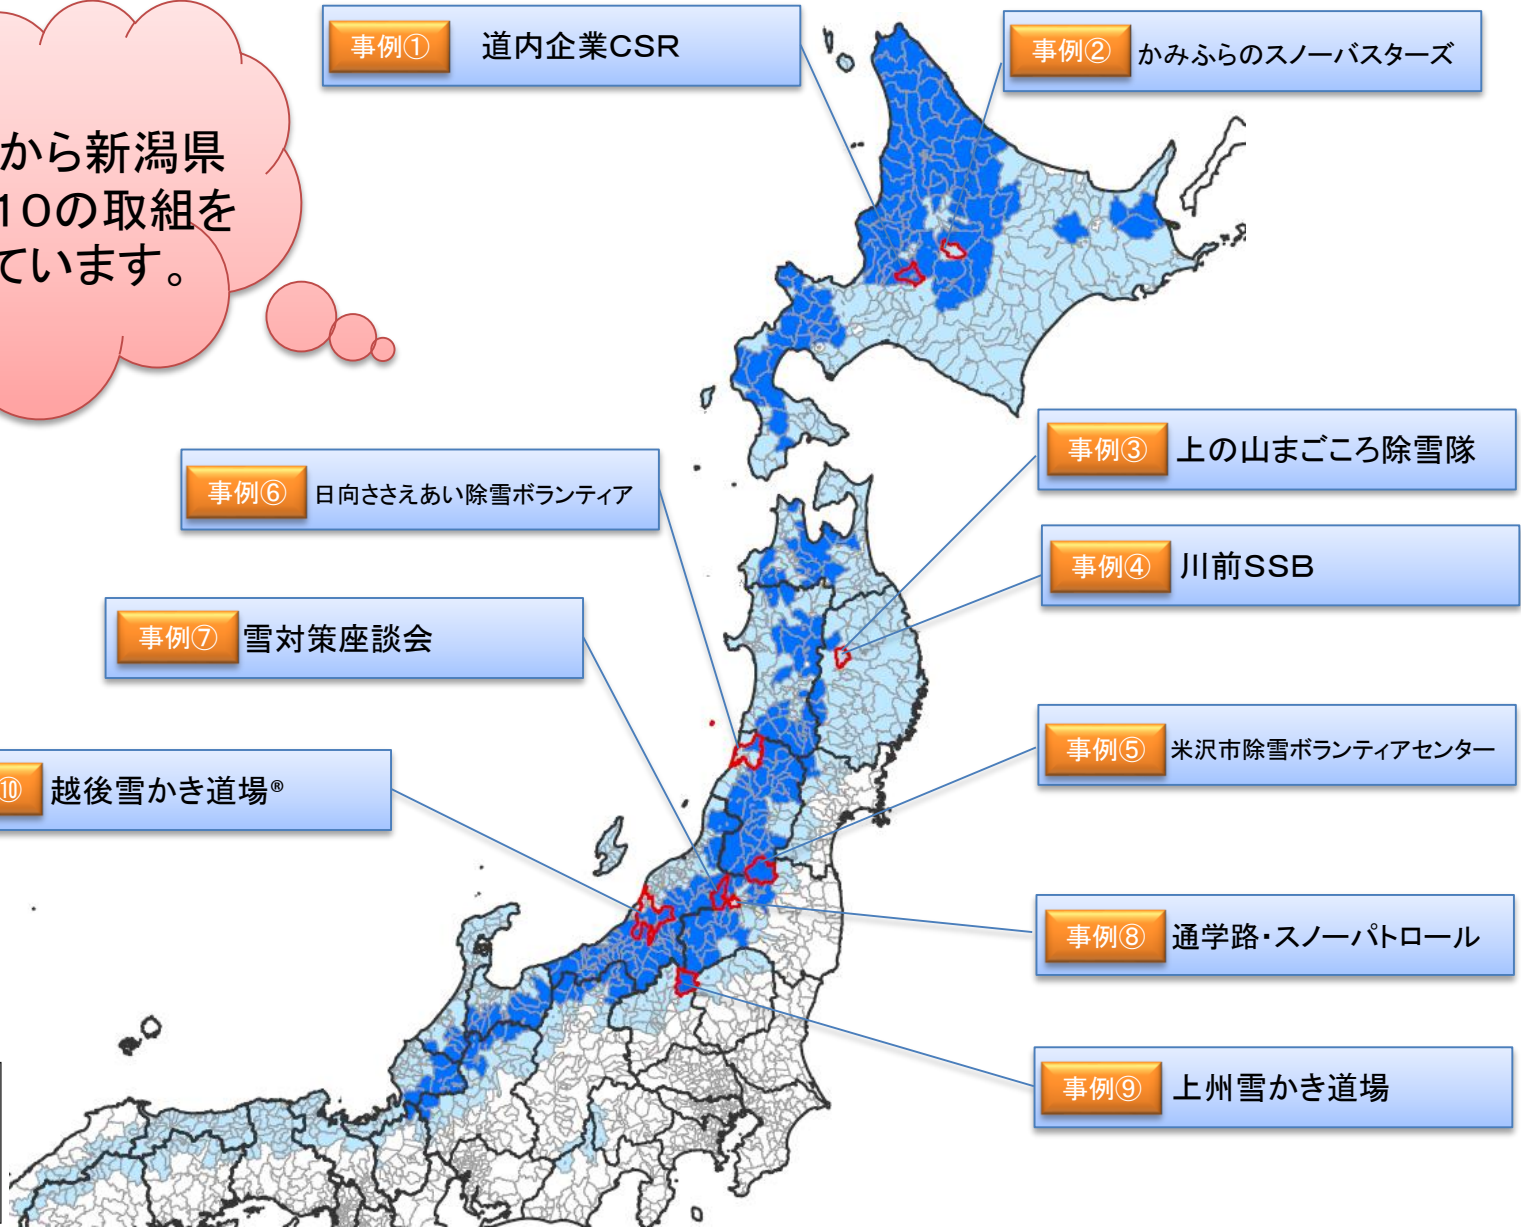 から新潟県
10の取組を
ています。
事例① 道内企業CSR
事例② かみふらのスノーバスターズ
事例③ 上の山まごころ除雪隊
事例④ 川前SSB
事例⑥ 日向ささえあい除雪ボランティア
事例⑦ 雪対策座談会
事例⑤ 米沢市除雪ボランティアセンター
⑩ 越後雪かき道場®
事例⑧ 通学路・スノーパトロール
事例⑨ 上州雪かき道場